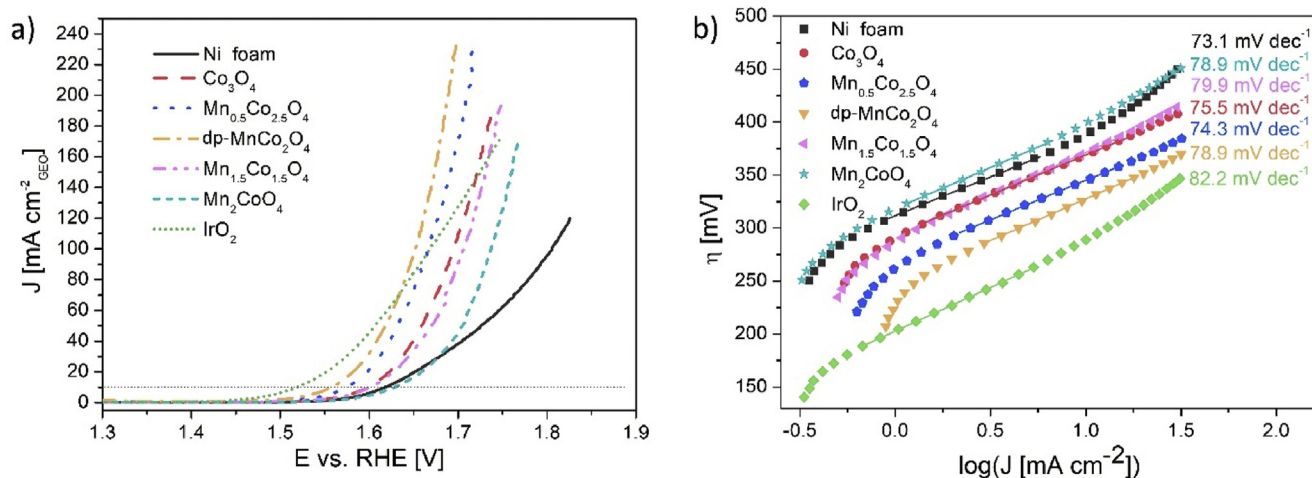 a)
J [mA cm⁻²GEO]
240
220
200
180
160
140
120
100
80
60
40
20
10
0
Ni foam
Co₃O₄
Mn₀.₅Co₂.₅O₄
dp-MnCo₂O₄
Mn₁.₅Co₁.₅O₄
Mn₂CoO₄
IrO₂
1.3 1.4 1.5 1.6 1.7 1.8 1.9
E vs. RHE [V]
b)
η [mV]
500
450
400
350
300
250
200
150
Ni foam
Co₃O₄
Mn₀.₅Co₂.₅O₄
dp-MnCo₂O₄
Mn₁.₅Co₁.₅O₄
Mn₂CoO₄
IrO₂
73.1 mV dec⁻¹
78.9 mV dec⁻¹
79.9 mV dec⁻¹
75.5 mV dec⁻¹
74.3 mV dec⁻¹
78.9 mV dec⁻¹
82.2 mV dec⁻¹
-0.5 0.0 0.5 1.0 1.5 2.0
log(J [mA cm⁻²])